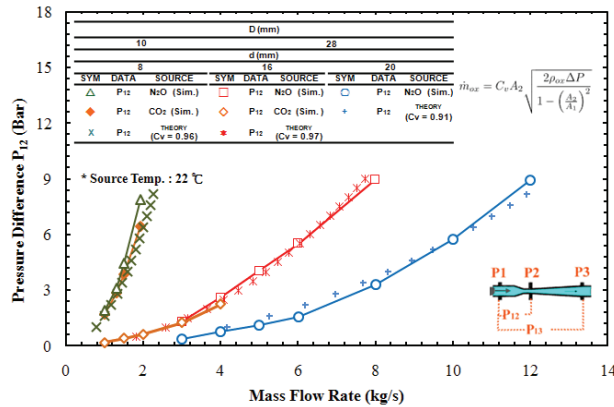 D (mm)
10 28
d(mm)
8 16 20
SYM DATA SOURCE SYM DATA SOURCE SYM DATA SOURCE
P₁₂ N₂O (Sim.) P₁₂ N₂O (Sim.) P₁₂ N₂O (Sim.)
P₁₂ CO₂ (Sim.) P₁₂ CO₂ (Sim.) P₁₂ THEORY (Cv = 0.91)
P₁₂ THEORY (Cv = 0.96) P₁₂ THEORY (Cv = 0.97)
ṁₒₓ = CᵥA₂ √(2ρₒₓΔP / (1 − (A₂/A₁)²))
* Source Temp. : 22 ℃
Pressure Difference P₁₂ (Bar)
18
15
12
9
6
3
0
0 2 4 6 8 10 12 14
Mass Flow Rate (kg/s)
P1 P2 P3
P₁₂
P₁₃